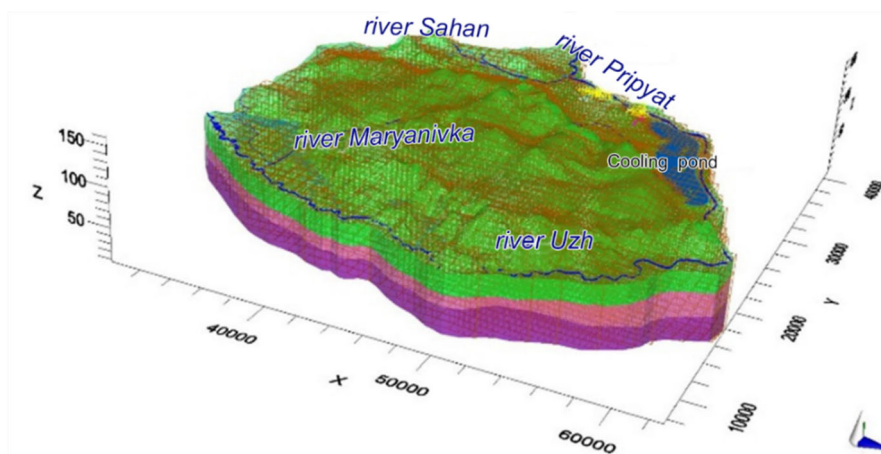 river Sahan
river Pripyat
river Maryanivka
Cooling pond
river Uzh
150
100
50
Z
40000
50000
60000
X
10000
20000
30000
Y